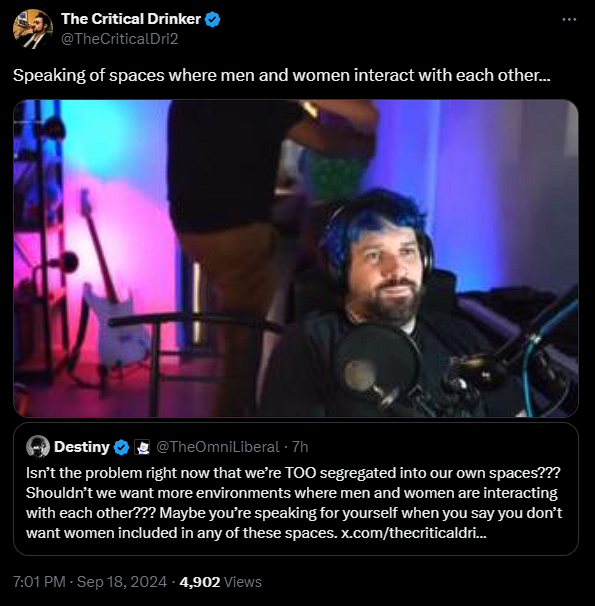 The Critical Drinker
@TheCriticalDri2
Speaking of spaces where men and women interact with each other...
Destiny @TheOmniLiberal · 7h
Isn't the problem right now that we're TOO segregated into our own spaces???
Shouldn't we want more environments where men and women are interacting
with each other??? Maybe you're speaking for yourself when you say you don't
want women included in any of these spaces. x.com/thecriticaldri...
7:01 PM · Sep 18, 2024 · 4,902 Views